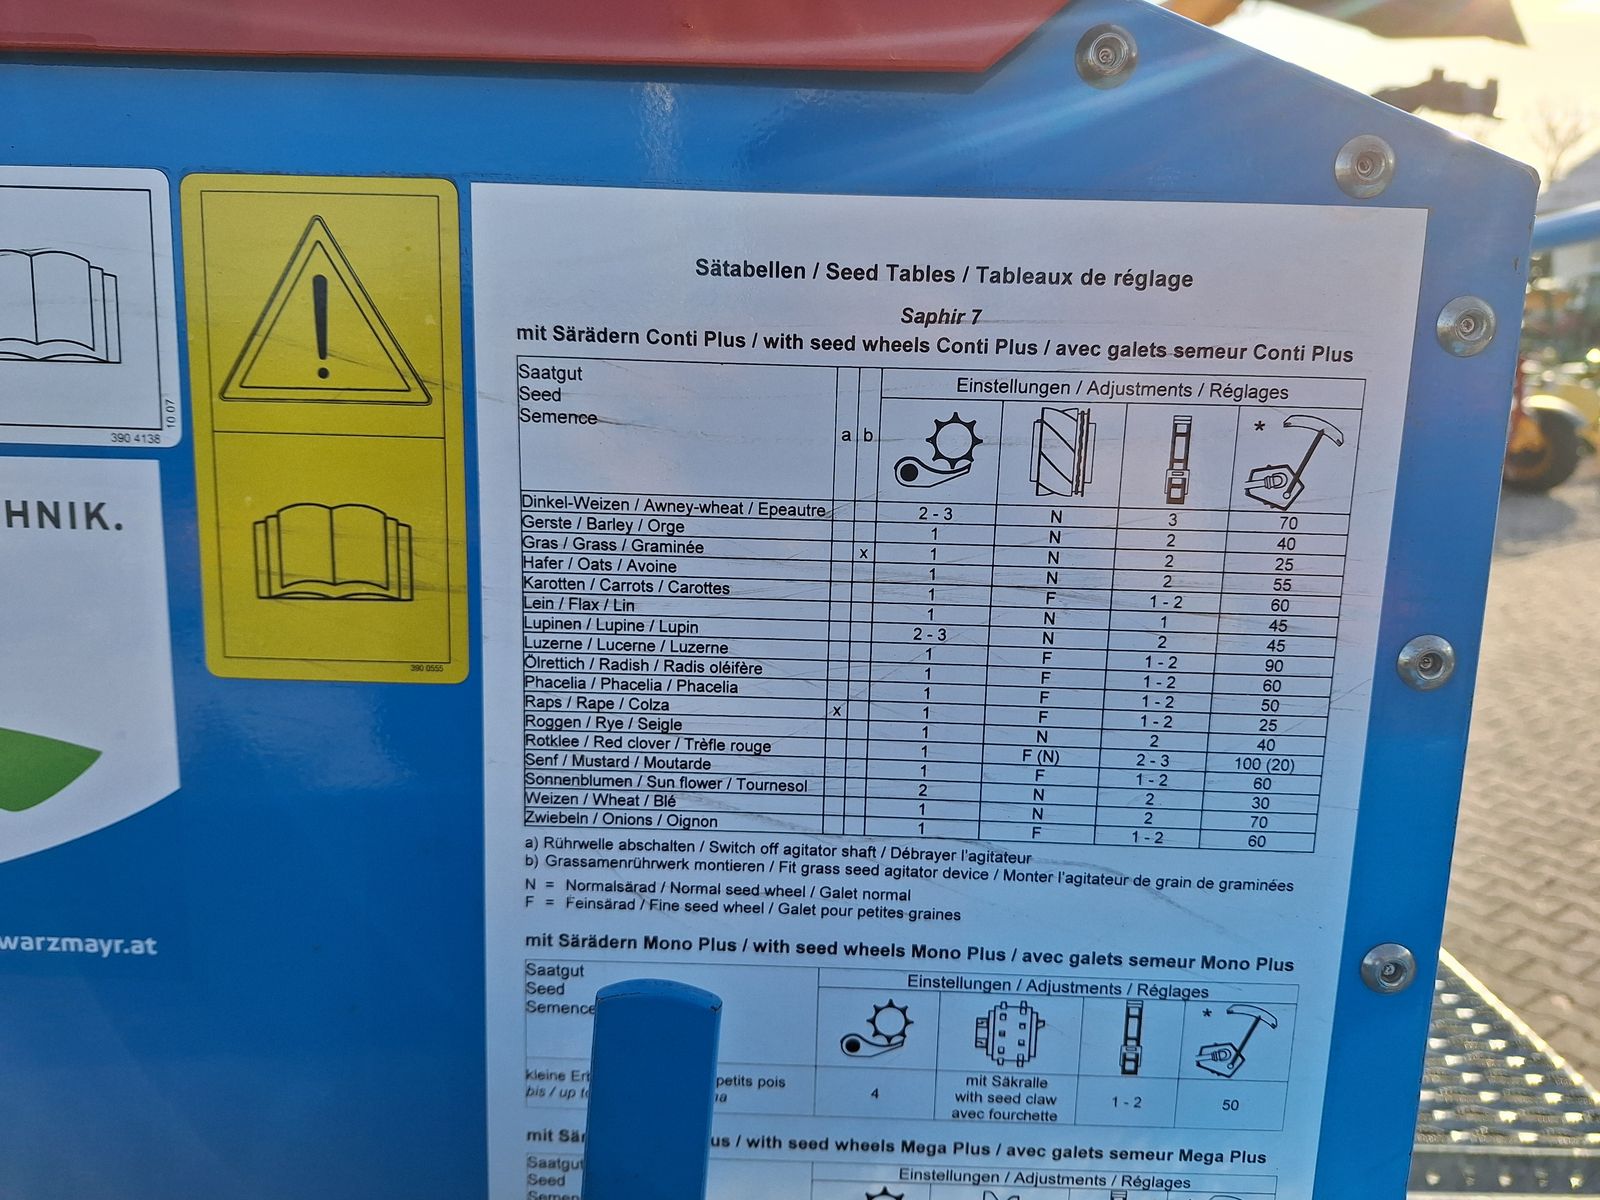 10 07
390 4138
HNIK.
warzmayr.at
390 0555
Sätabellen / Seed Tables / Tableaux de réglage
Saphir 7
mit Särädern Conti Plus / with seed wheels Conti Plus / avec galets semeur Conti Plus
Saatgut
Seed
Semence
a b
Einstellungen / Adjustments / Réglages
*
Dinkel-Weizen / Awney-wheat / Epeautre 2 - 3 N 3 70
Gerste / Barley / Orge 1 N 2 40
Gras / Grass / Graminée x 1 N 2 25
Hafer / Oats / Avoine 1 N 2 55
Karotten / Carrots / Carottes 1 F 1 - 2 60
Lein / Flax / Lin 1 N 1 45
Lupinen / Lupine / Lupin 2 - 3 N 2 45
Luzerne / Lucerne / Luzerne 1 F 1 - 2 90
Ölrettich / Radish / Radis oléifère 1 F 1 - 2 60
Phacelia / Phacelia / Phacelia 1 F 1 - 2 50
Raps / Rape / Colza x 1 F 1 - 2 25
Roggen / Rye / Seigle 1 N 2 40
Rotklee / Red clover / Trèfle rouge 1 F (N) 2 - 3 100 (20)
Senf / Mustard / Moutarde 1 F 1 - 2 60
Sonnenblumen / Sun flower / Tournesol 2 N 2 30
Weizen / Wheat / Blé 1 N 2 70
Zwiebeln / Onions / Oignon 1 F 1 - 2 60
a) Rührwelle abschalten / Switch off agitator shaft / Débrayer l'agitateur
b) Grassamenrührwerk montieren / Fit grass seed agitator device / Monter l'agitateur de grain de graminées
N = Normalsärad / Normal seed wheel / Galet normal
F = Feinsärad / Fine seed wheel / Galet pour petites graines
mit Särädern Mono Plus / with seed wheels Mono Plus / avec galets semeur Mono Plus
Saatgut
Seed
Semence
Einstellungen / Adjustments / Réglages
*
kleine petits pois
bis / up
4
mit Säkralle
with seed claw
avec fourchette
1 - 2
50
mit / with seed wheels Mega Plus / avec galets semeur Mega Plus
Saatgut
Seed
Einstellungen / Adjustments / Réglages